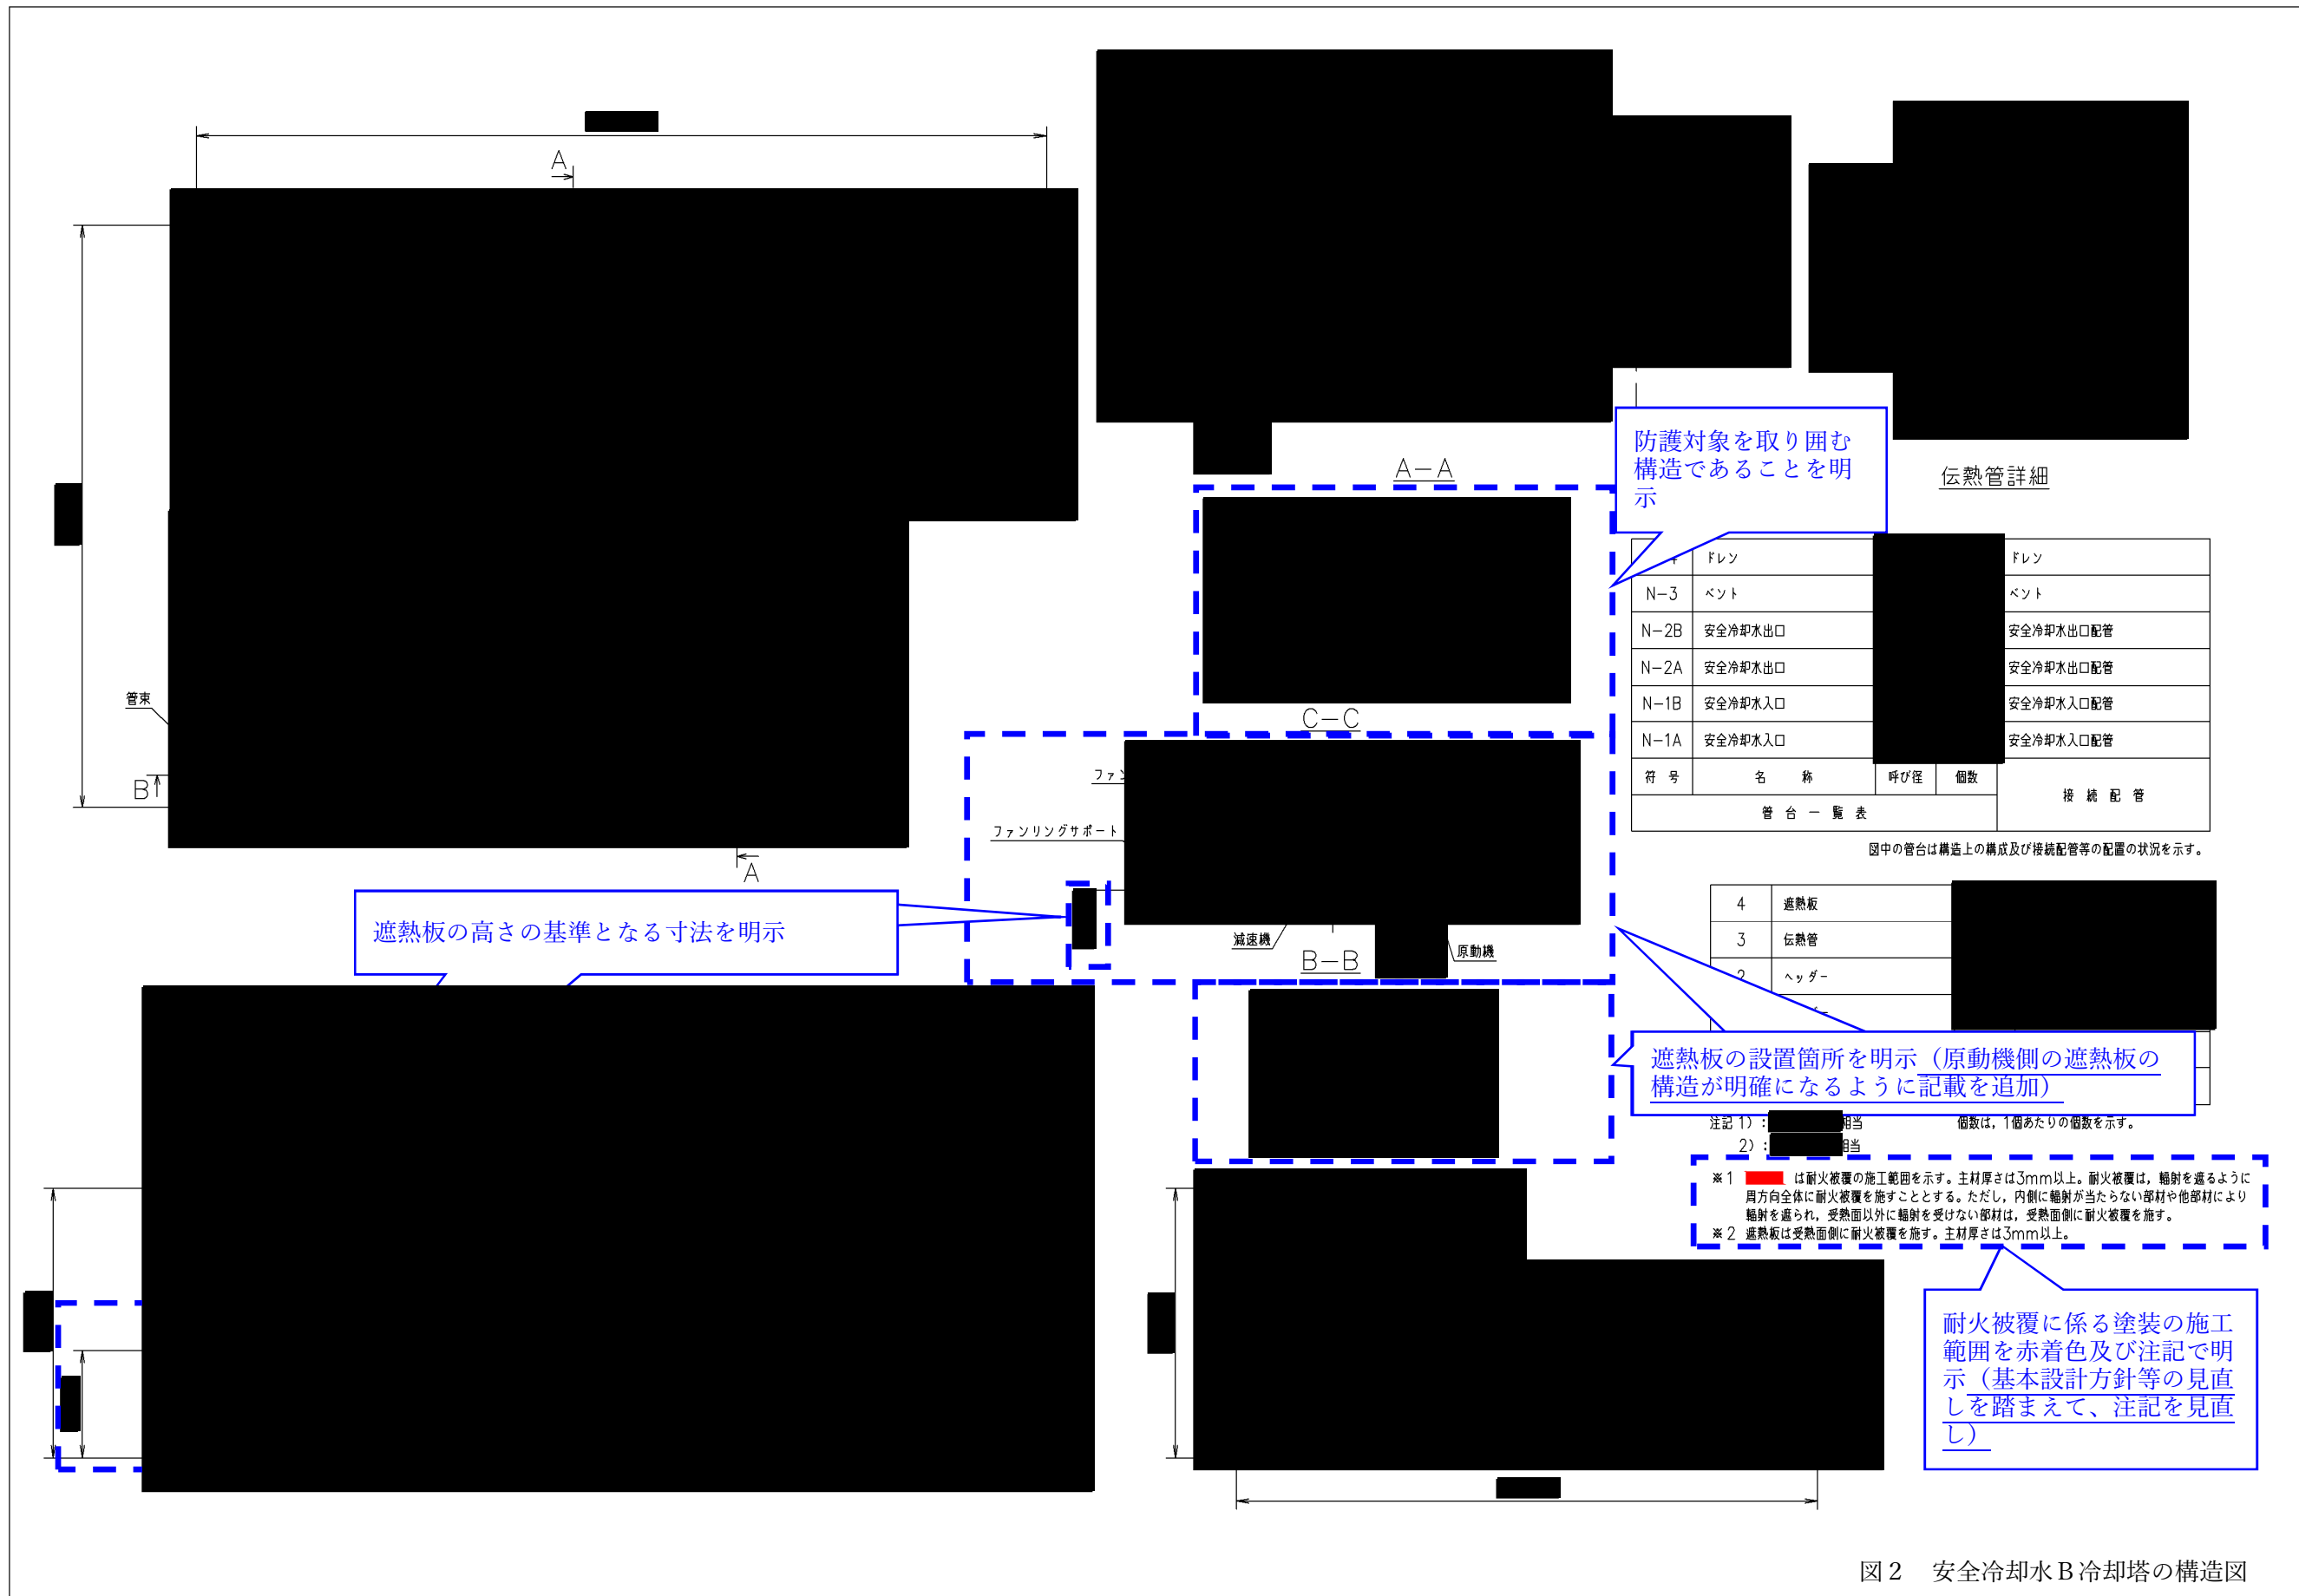 A
A－A
防護対象を取り囲む
構造であることを明
示
伝熱管詳細
ドレン ドレン
N－3 ベント ベント
N－2B 安全冷却水出口 安全冷却水出口配管
N－2A 安全冷却水出口 安全冷却水出口配管
N－1B 安全冷却水入口 安全冷却水入口配管
N－1A 安全冷却水入口 安全冷却水入口配管
符 号 名 称 呼び径 個数 接 続 配 管
管 台 一 覧 表
図中の管台は構造上の構成及び接続配管等の配置の状況を示す。
管束
B
A
C－C
ファンリングサポート
減速機
原動機
B－B
遮熱板の高さの基準となる寸法を明示
4 遮熱板
3 伝熱管
2 ヘッダー
遮熱板の設置箇所を明示（原動機側の遮熱板の
構造が明確になるように記載を追加）
注記 1）： 相当 個数は，1個あたりの個数を示す。
2）： 相当
※1 は耐火被覆の施工範囲を示す。主材厚さは3mm以上。耐火被覆は，輻射を遮るように
周方向全体に耐火被覆を施すこととする。ただし，内側に輻射が当たらない部材や他部材により
輻射を遮られ，受熱面以外に輻射を受けない部材は，受熱面側に耐火被覆を施す。
※2 遮熱板は受熱面側に耐火被覆を施す。主材厚さは3mm以上。
耐火被覆に係る塗装の施工
範囲を赤着色及び注記で明
示（基本設計方針等の見直
しを踏まえて、注記を見直
し）
図２　安全冷却水Ｂ冷却塔の構造図